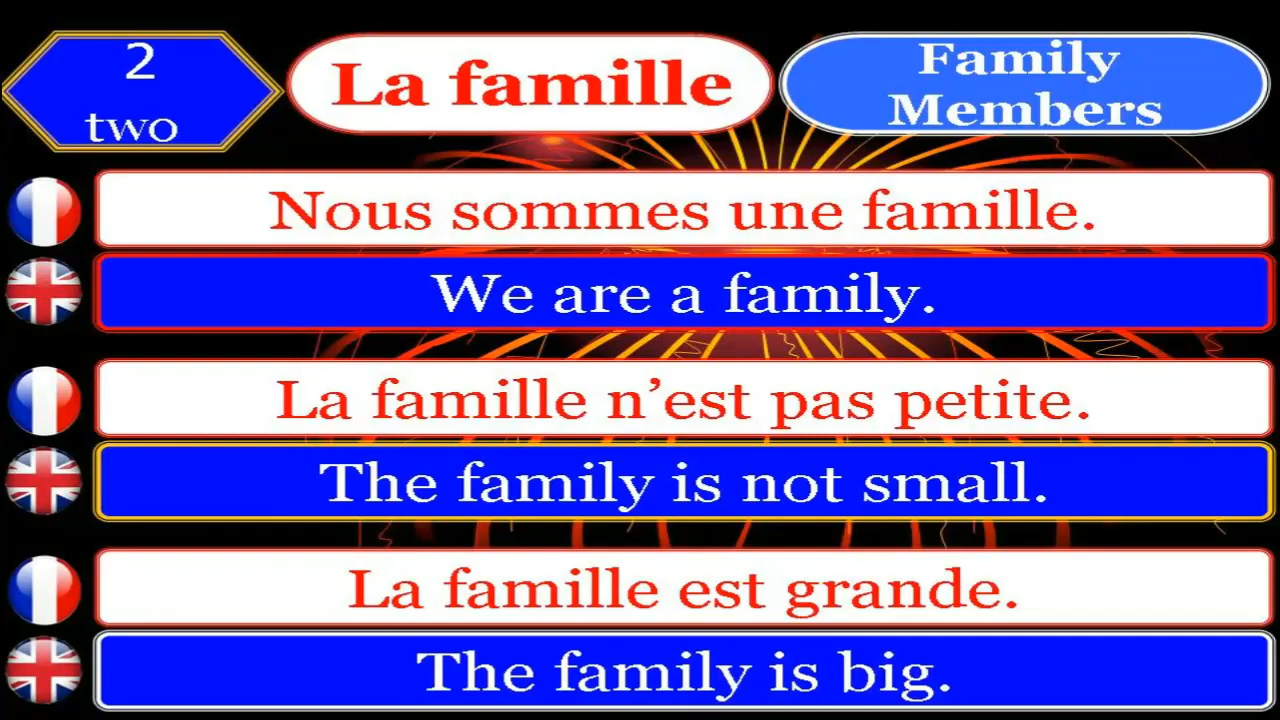 2
two
La famille
Family
Members
Nous sommes une famille.
We are a family.
La famille n’est pas petite.
The family is not small.
La famille est grande.
The family is big.